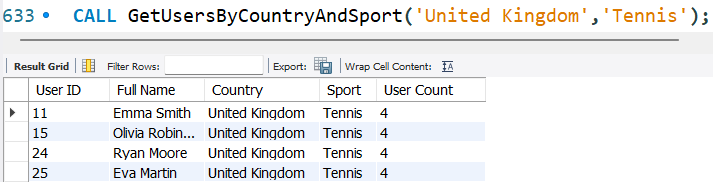 633 CALL GetUsersByCountryAndSport('United Kingdom','Tennis');
Result Grid Filter Rows: Export: Wrap Cell Content:
User ID Full Name Country Sport User Count
11 Emma Smith United Kingdom Tennis 4
15 Olivia Robin... United Kingdom Tennis 4
24 Ryan Moore United Kingdom Tennis 4
25 Eva Martin United Kingdom Tennis 4